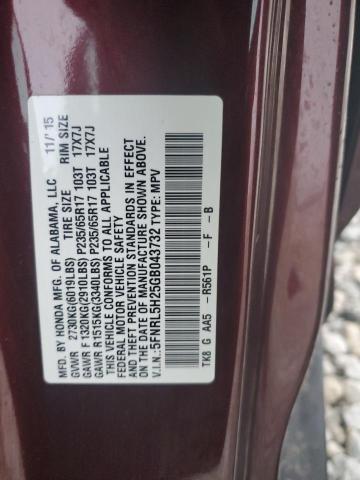 MFD. BY HONDA MFG. OF ALABAMA, LLC 11/'15
TIRE SIZE RIM SIZE
GVWR 2730KG(6019LBS)
GAWR F 1320KG(2910LBS) P235/65R17 103T 17X7J
GAWR R 1515KG(3340LBS) P235/65R17 103T 17X7J
THIS VEHICLE CONFORMS TO ALL APPLICABLE
FEDERAL MOTOR VEHICLE SAFETY AND
THEFT PREVENTION STANDARDS IN EFFECT
ON THE DATE OF MANUFACTURE SHOWN ABOVE.
V.I.N.:5FNRL5H25GB043732 TYPE: MPV
TK8 G AA5 - R561P - F - B